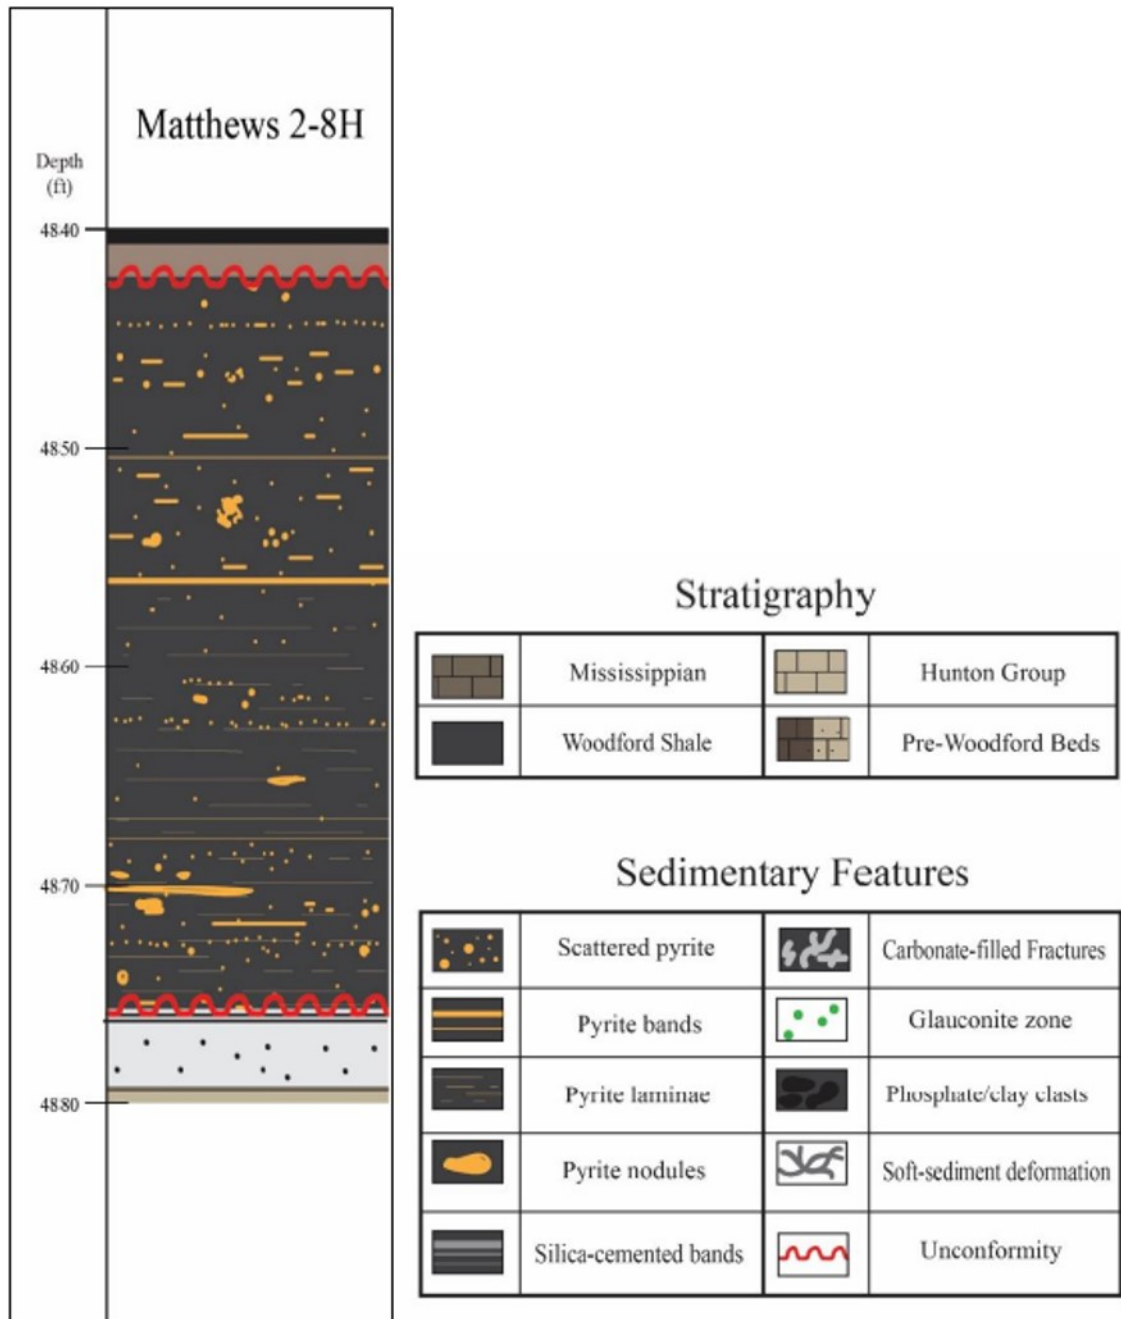 Matthews 2-8H
Depth
(ft)
4840
4850
4860
4870
4880
Stratigraphy
Mississippian
Hunton Group
Woodford Shale
Pre-Woodford Beds
Sedimentary Features
Scattered pyrite
Carbonate-filled Fractures
Pyrite bands
Glauconite zone
Pyrite laminae
Phosphate/clay clasts
Pyrite nodules
Soft-sediment deformation
Silica-cemented bands
Unconformity